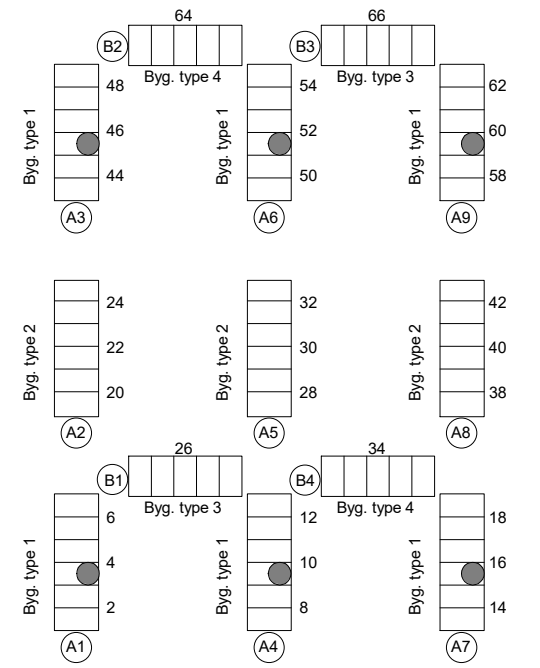 64
66
B2
B3
Byg. type 4
Byg. type 3
48
54
62
Byg. type 1
46
Byg. type 1
52
Byg. type 1
60
44
50
58
A3
A6
A9
24
32
42
Byg. type 2
22
Byg. type 2
30
Byg. type 2
40
20
28
38
A2
A5
A8
26
34
B1
B4
Byg. type 3
Byg. type 4
6
12
18
Byg. type 1
4
Byg. type 1
10
Byg. type 1
16
2
8
14
A1
A4
A7